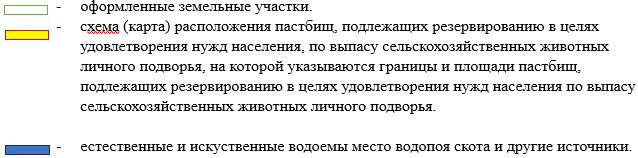 - оформленные земельные участки.
- схема (карта) расположения пастбищ, подлежащих резервированию в целях
удовлетворения нужд населения, по выпасу сельскохозяйственных животных
личного подворья, на которой указываются границы и площади пастбищ,
подлежащих резервированию в целях удовлетворения нужд населения по выпасу
сельскохозяйственных животных личного подворья.
- естественные и искуственные водоемы место водопоя скота и другие источники.